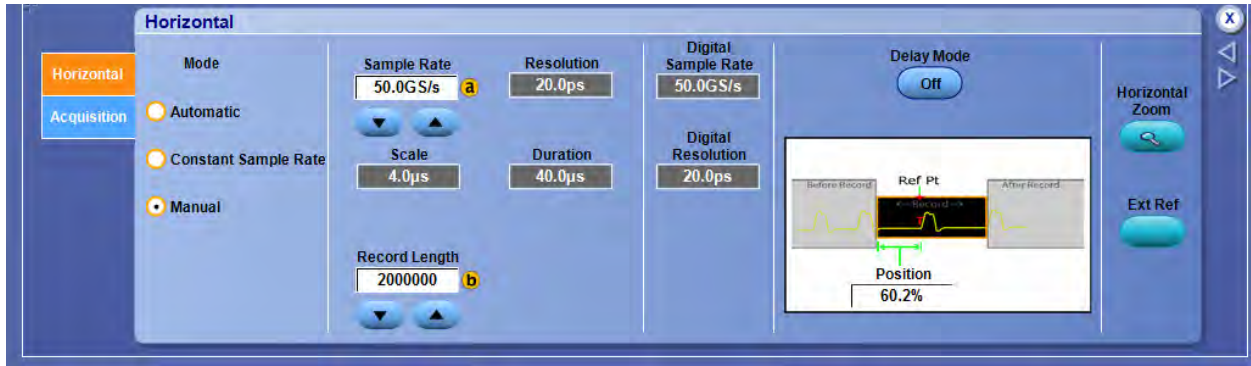 Horizontal
X
Horizontal
Acquisition
Mode
Automatic
Constant Sample Rate
Manual
Sample Rate
50.0GS/s
a
Resolution
20.0ps
Scale
4.0µs
Duration
40.0µs
Record Length
2000000
b
Digital
Sample Rate
50.0GS/s
Digital
Resolution
20.0ps
Delay Mode
Off
Before Record
Ref Pt
<--Record-->
After Record
T
Position
60.2%
Horizontal
Zoom
Ext Ref